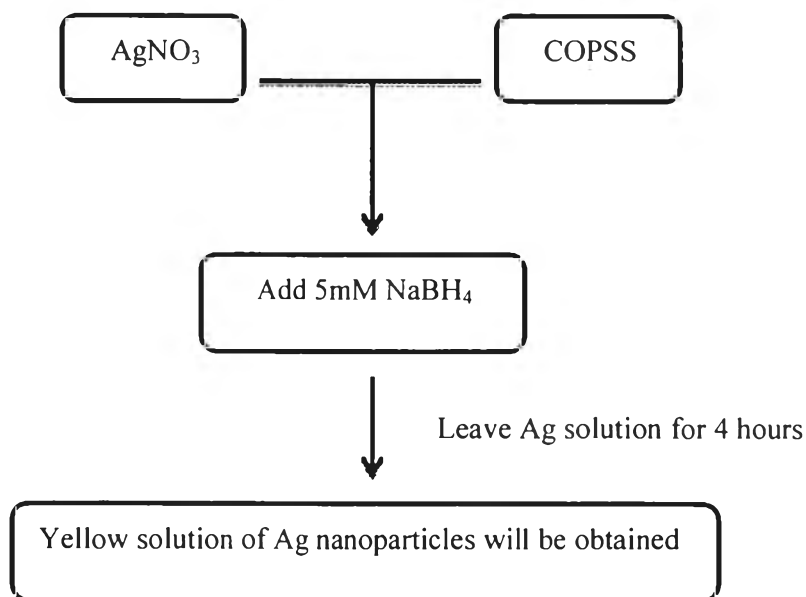 AgNO₃
COPSS
Add 5mM NaBH₄
Leave Ag solution for 4 hours
Yellow solution of Ag nanoparticles will be obtained